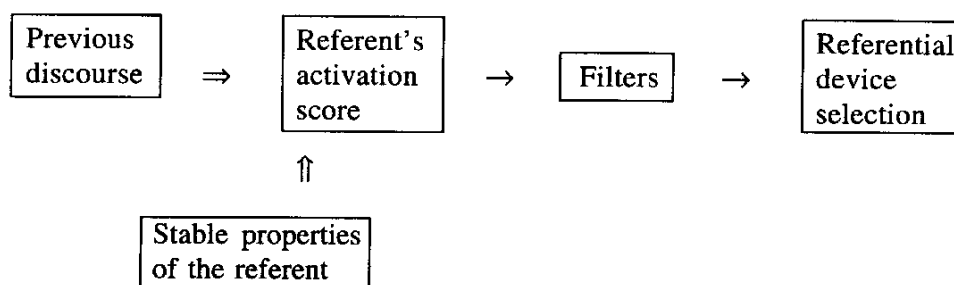 Previous
discourse
⇒
Referent's
activation
score
→
Filters
→
Referential
device
selection
⇑
Stable properties
of the referent